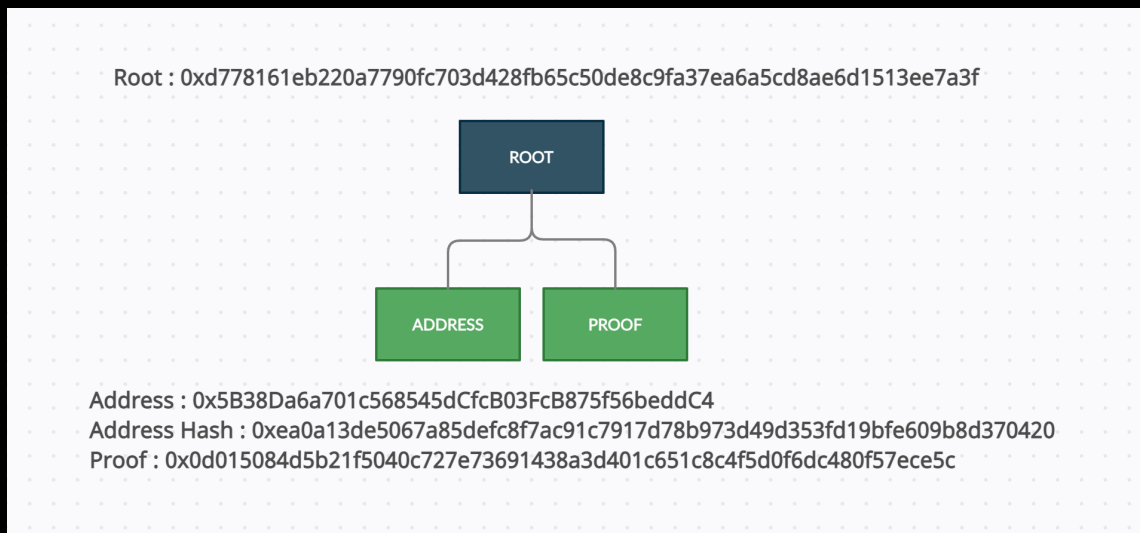 Root : 0xd778161eb220a7790fc703d428fb65c50de8c9fa37ea6a5cd8ae6d1513ee7a3f
ROOT
ADDRESS
PROOF
Address : 0x5B38Da6a701c568545dCfcB03FcB875f56beddC4
Address Hash : 0xea0a13de5067a85defc8f7ac91c7917d78b973d49d353fd19bfe609b8d370420
Proof : 0x0d015084d5b21f5040c727e73691438a3d401c651c8c4f5d0f6dc480f57ece5c